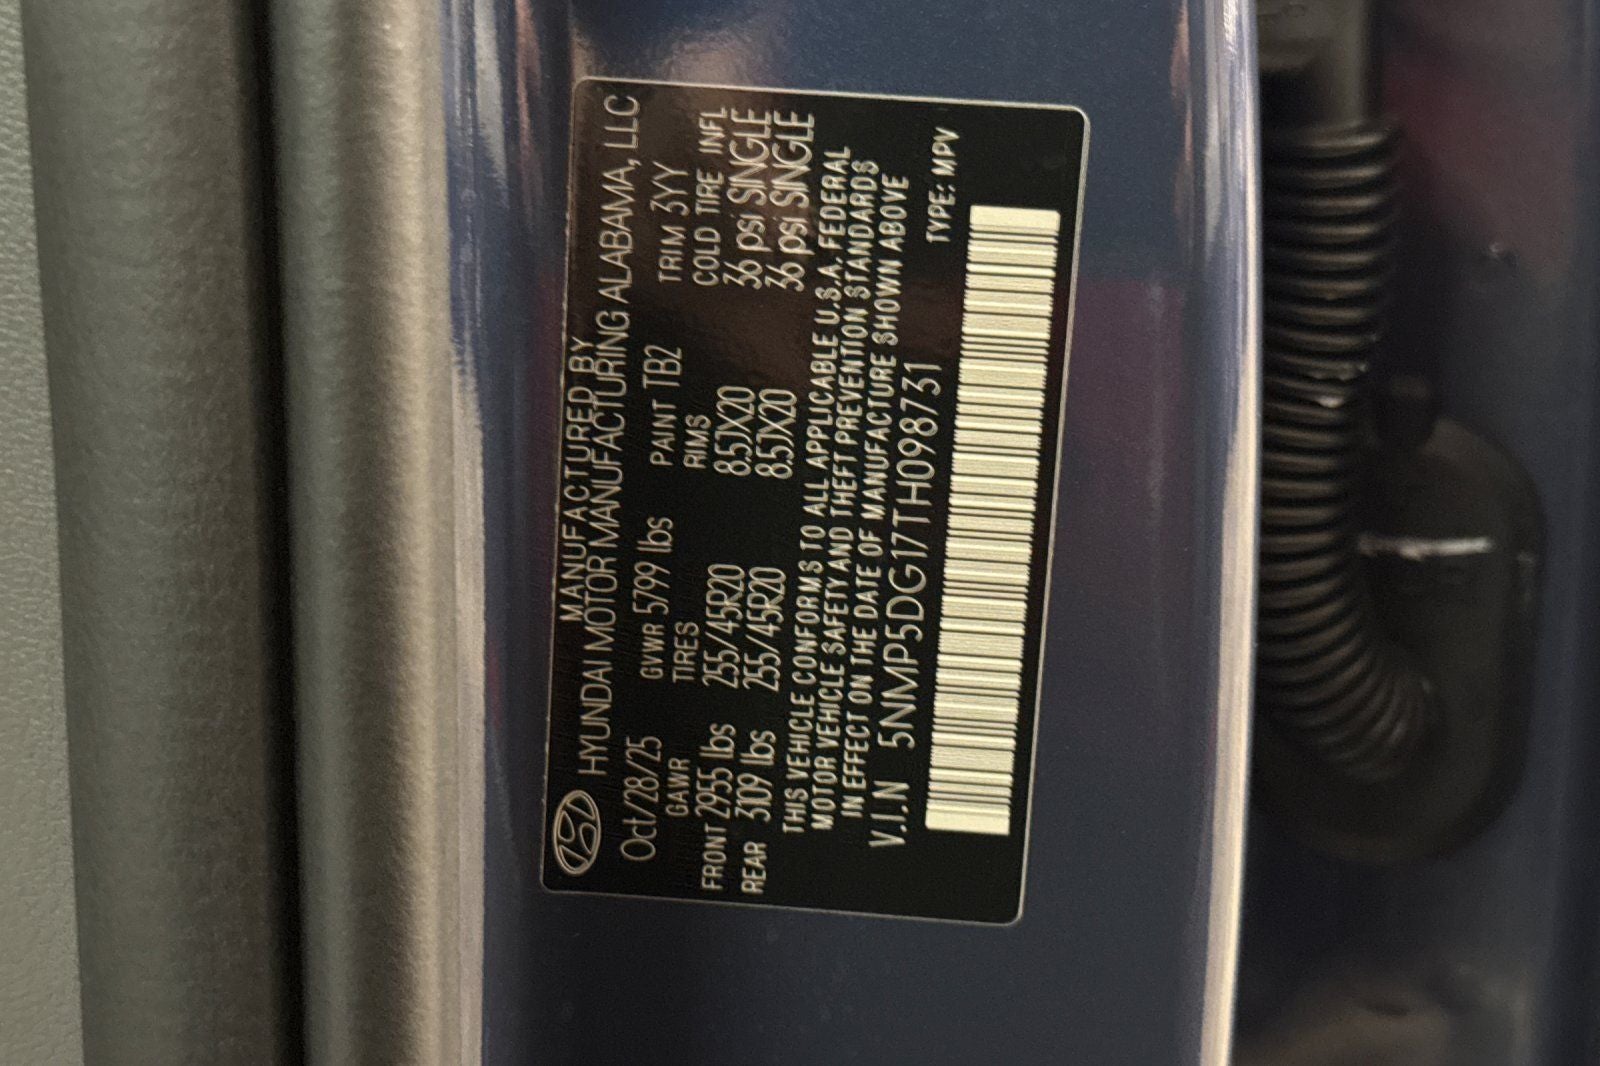 MANUFACTURED BY
HYUNDAI MOTOR MANUFACTURING ALABAMA, LLC
Oct/28/25 GVWR 5799 lbs PAINT TB2 TRIM 3YY
GAWR TIRES RIMS COLD TIRE INFL
FRONT 2955 lbs 255/45R20 8.5JX20 36 psi SINGLE
REAR 3109 lbs 255/45R20 8.5JX20 36 psi SINGLE
THIS VEHICLE CONFORMS TO ALL APPLICABLE U.S.A. FEDERAL
MOTOR VEHICLE SAFETY AND THEFT PREVENTION STANDARDS
IN EFFECT ON THE DATE OF MANUFACTURE SHOWN ABOVE
V.I.N 5NMP5DG17TH098731 TYPE: MPV